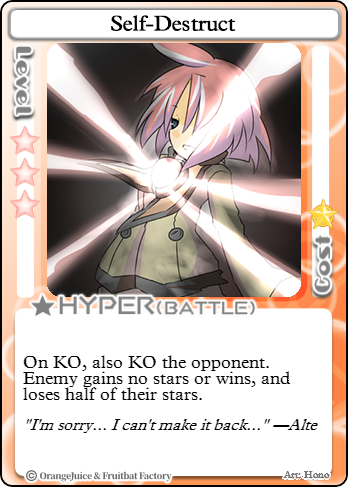 Self-Destruct
Level
Cost
HYPER(BATTLE)
On KO, also KO the opponent.
Enemy gains no stars or wins, and
loses half of their stars.
"I'm sorry... I can't make it back..." —Alte
© OrangeJuice & Fruitbat Factory
Art: Hono